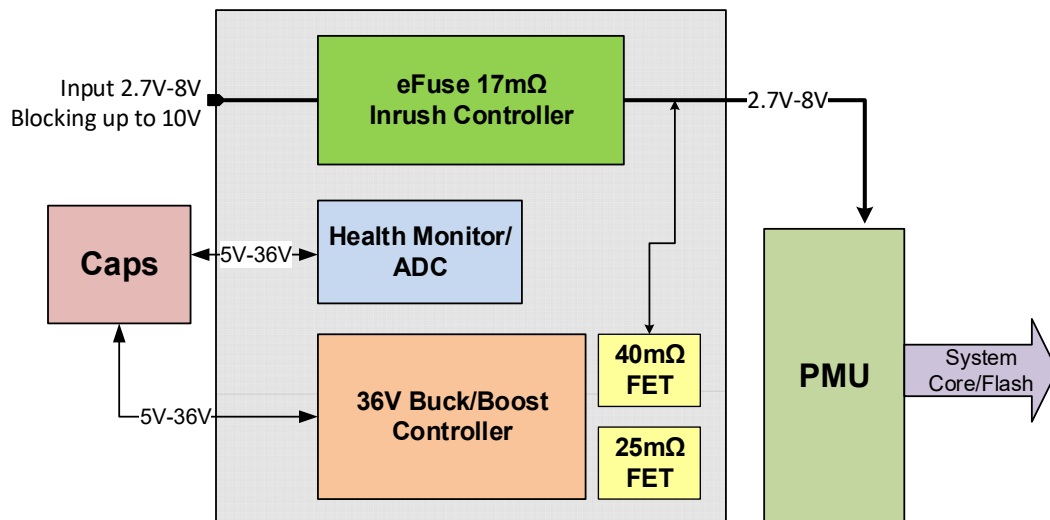 Input 2.7V-8V
Blocking up to 10V
eFuse 17mΩ
Inrush Controller
2.7V-8V
Caps
5V-36V
Health Monitor/
ADC
5V-36V
36V Buck/Boost
Controller
40mΩ
FET
25mΩ
FET
PMU
System
Core/Flash